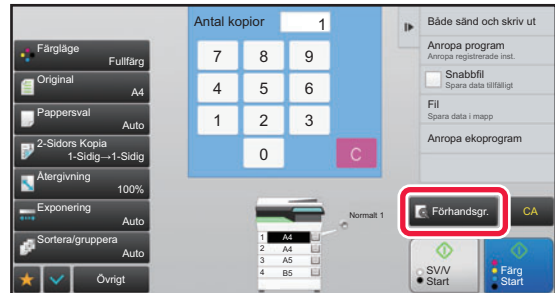 Färgläge
Fullfärg
Original
A4
Pappersval
Auto
2-Sidors Kopia
1-Sidig→1-Sidig
Återgivning
100%
Exponering
Auto
Sortera/gruppera
Auto
Övrigt
Antal kopior 1
7 8 9
4 5 6
1 2 3
0 C
Normalt 1
1 A4
2 A4
3 A5
4 B5
Både sänd och skriv ut
Anropa program
Anropa registrerade inst.
Snabbfil
Spara data tillfälligt
Fil
Spara data i mapp
Anropa ekoprogram
Förhandsgr. CA
SV/V
Start
Färg
Start